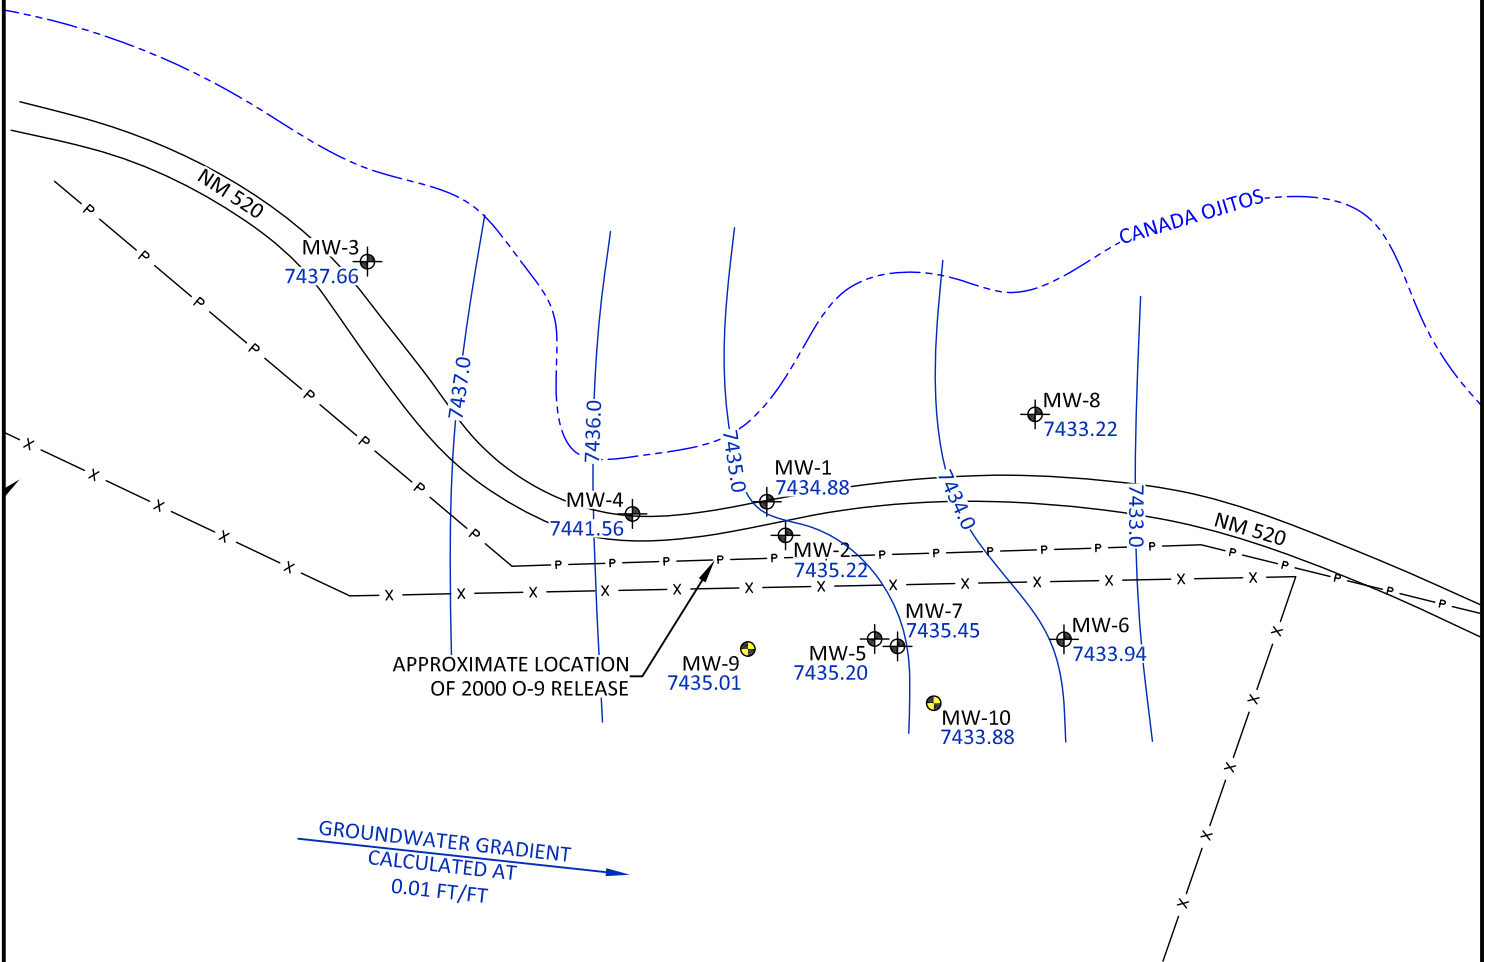 CANADA OJITOS
NM 520
MW-3
7437.66
7437.0
7436.0
7435.0
7434.0
7433.0
MW-8
7433.22
MW-1
7434.88
MW-4
7441.56
MW-2
7435.22
NM 520
MW-7
7435.45
MW-5
7435.20
MW-6
7433.94
MW-9
7435.01
MW-10
7433.88
APPROXIMATE LOCATION
OF 2000 O-9 RELEASE
GROUNDWATER GRADIENT
CALCULATED AT
0.01 FT/FT
P P P P P P P P
P P P P P P P P P P P P
P P P P P
X X X X X
X X X X X X X X X X X X X
X X X X X